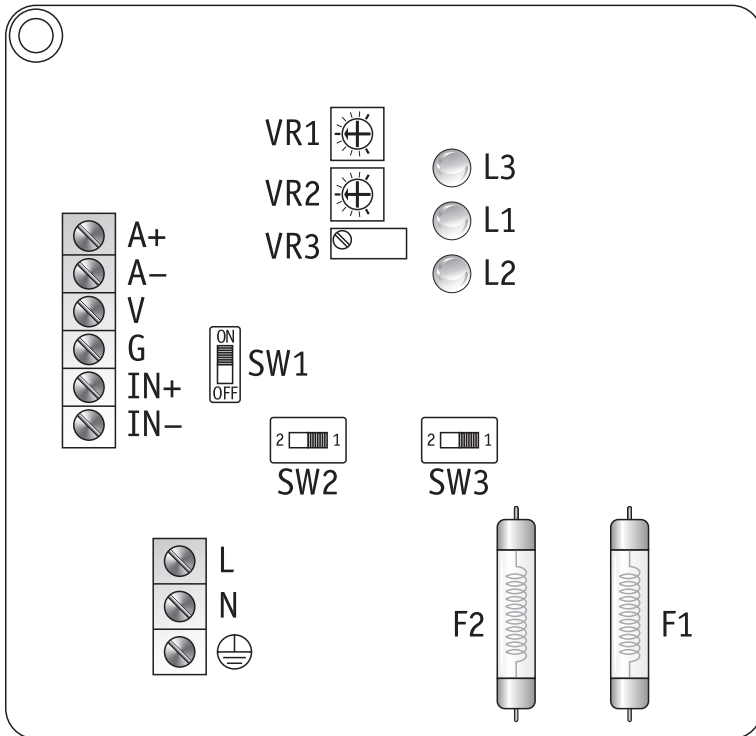 VR1
L3
VR2
L1
VR3
L2
A+
A–
V
G
IN+
IN–
ON
OFF
SW1
2 1
SW2
2 1
SW3
L
N
F2
F1